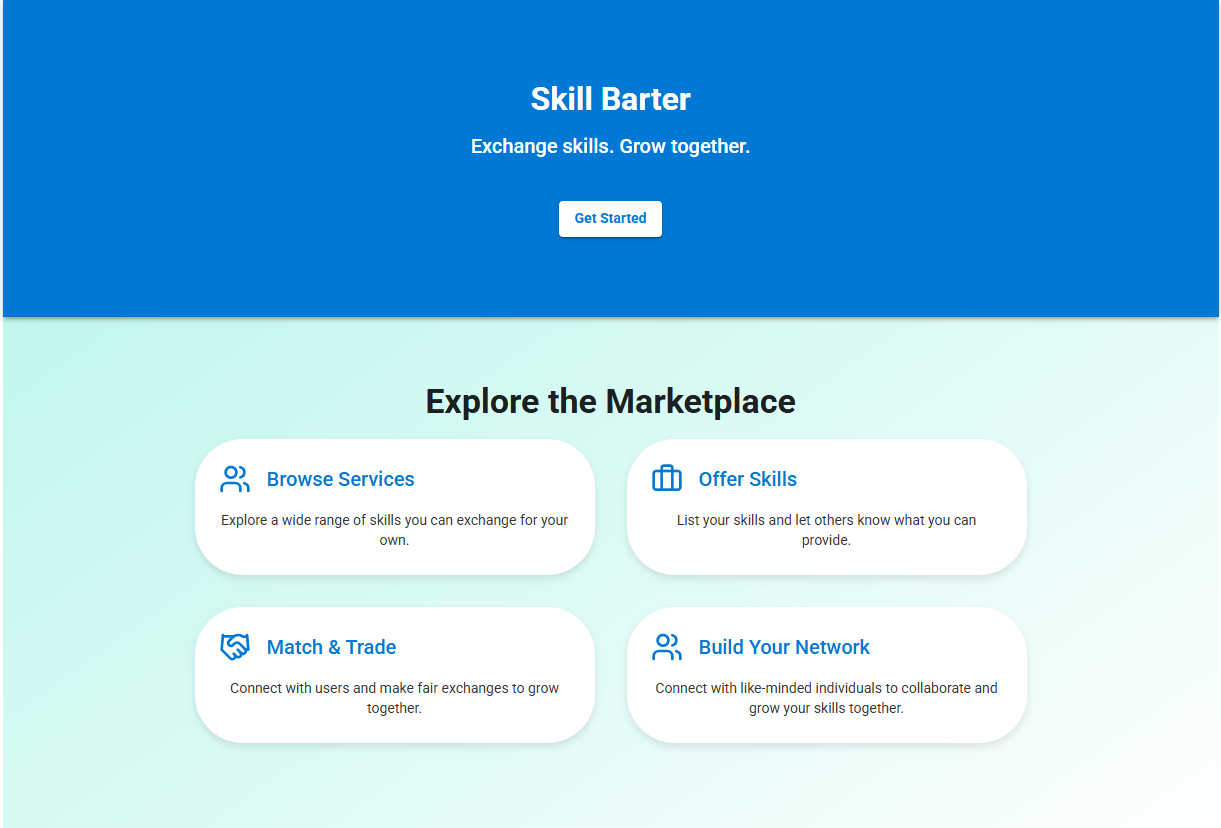 Skill Barter
Exchange skills. Grow together.
Get Started
Explore the Marketplace
Browse Services
Explore a wide range of skills you can exchange for your
own.
Offer Skills
List your skills and let others know what you can
provide.
Match & Trade
Connect with users and make fair exchanges to grow
together.
Build Your Network
Connect with like-minded individuals to collaborate and
grow your skills together.